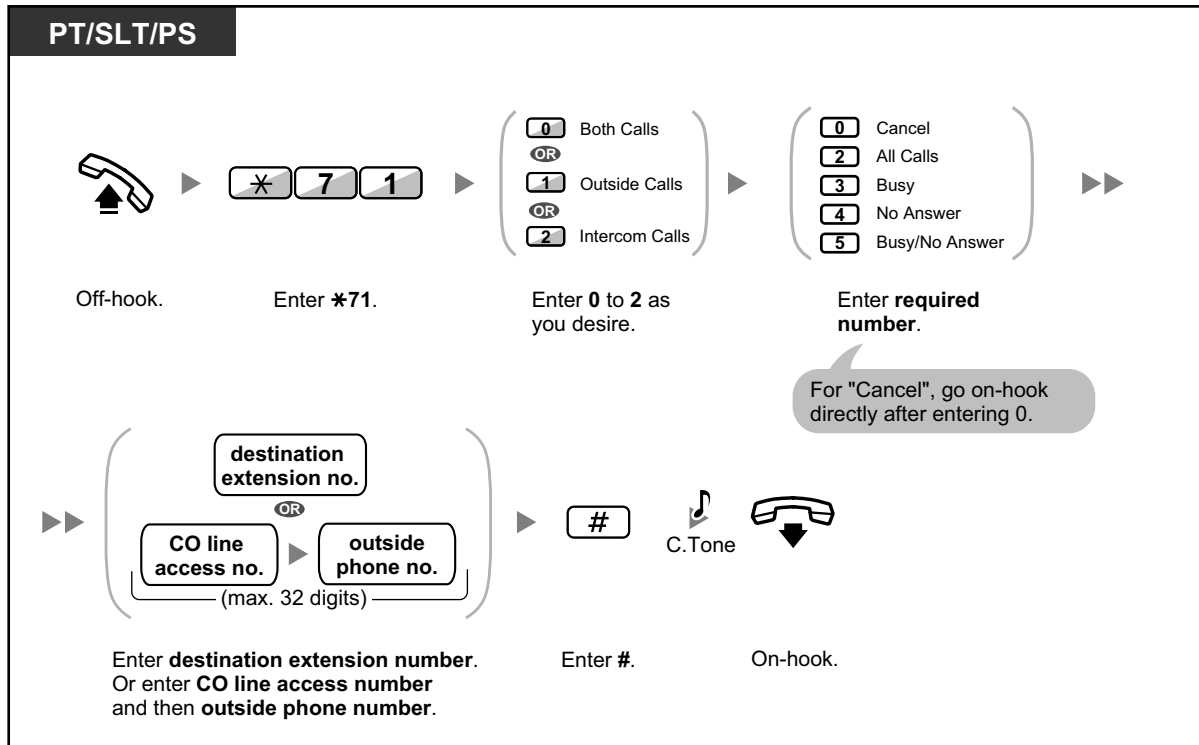 PT/SLT/PS
0 Both Calls
OR
1 Outside Calls
OR
2 Intercom Calls
0 Cancel
2 All Calls
3 Busy
4 No Answer
5 Busy/No Answer
* 7 1
Off-hook.
Enter *71.
Enter 0 to 2 as
you desire.
Enter required
number.
For "Cancel", go on-hook
directly after entering 0.
destination
extension no.
OR
CO line
access no.
outside
phone no.
(max. 32 digits)
#
C.Tone
Enter destination extension number.
Or enter CO line access number
and then outside phone number.
Enter #.
On-hook.